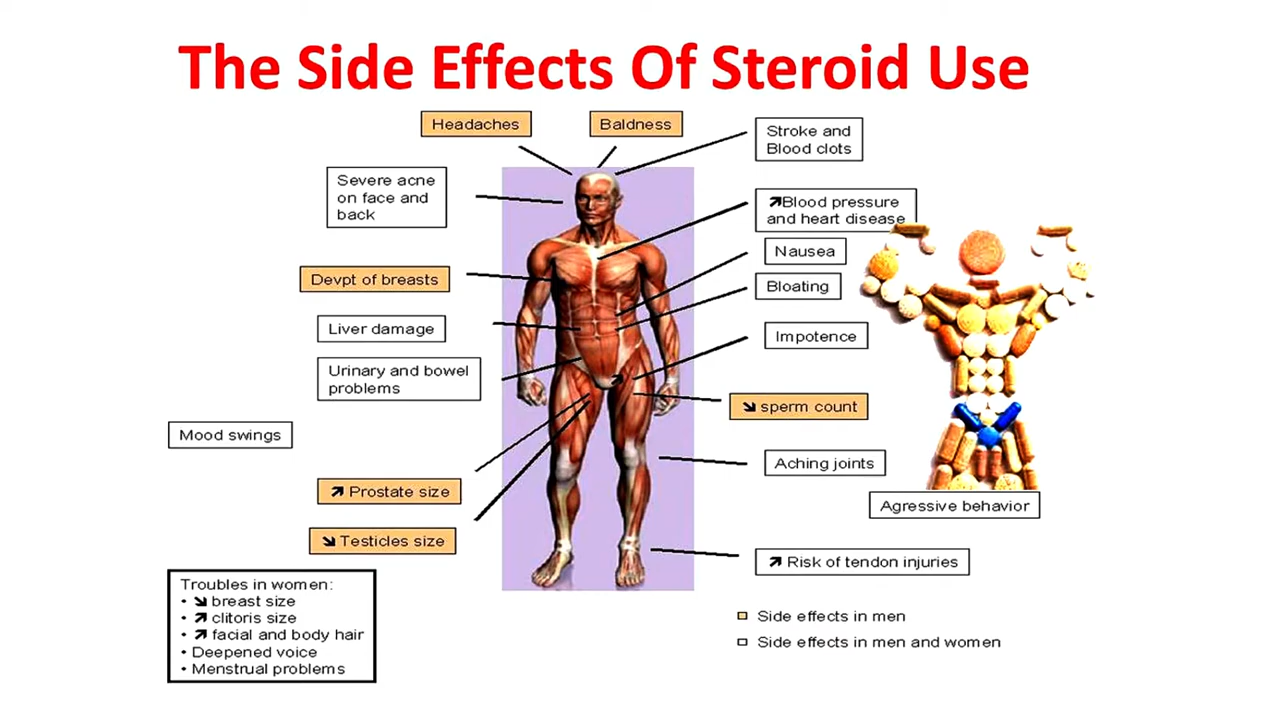 The Side Effects Of Steroid Use
Headaches
Baldness
Stroke and
Blood clots
Severe acne
on face and
back
↗Blood pressure
and heart disease
Nausea
Devpt of breasts
Bloating
Liver damage
Impotence
Urinary and bowel
problems
↘ sperm count
Mood swings
Aching joints
↗ Prostate size
Agressive behavior
↘ Testicles size
↗ Risk of tendon injuries
Troubles in women:
• ↘ breast size
• ↗ clitoris size
• ↗ facial and body hair
• Deepened voice
• Menstrual problems
Side effects in men
Side effects in men and women